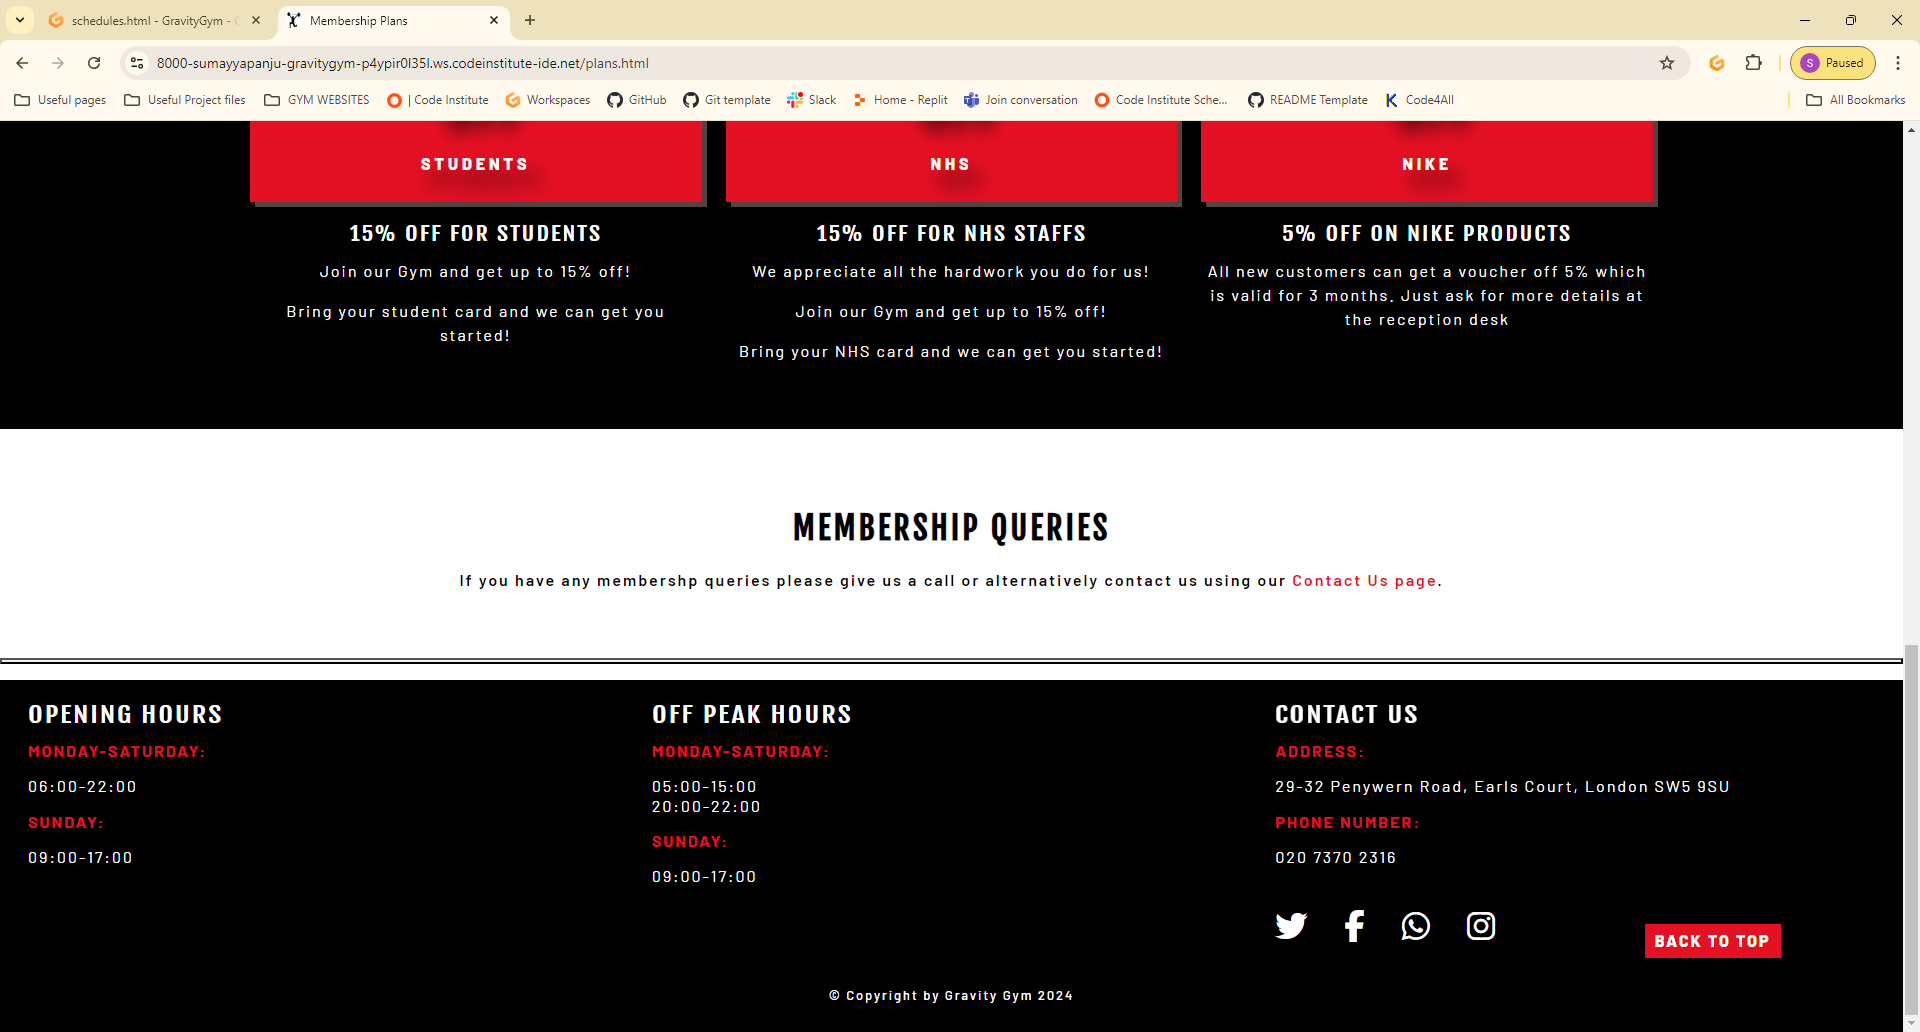 schedules.html - GravityGym -
Membership Plans
8000-sumayyapanju-gravitygym-p4ypir0l35l.ws.codeinstitute-ide.net/plans.html
S Paused
Useful pages
Useful Project files
GYM WEBSITES
| Code Institute
Workspaces
GitHub
Git template
Slack
Home - Replit
Join conversation
Code Institute Sche...
README Template
Code4All
All Bookmarks
STUDENTS
15% OFF FOR STUDENTS
Join our Gym and get up to 15% off!
Bring your student card and we can get you
started!
NHS
15% OFF FOR NHS STAFFS
We appreciate all the hardwork you do for us!
Join our Gym and get up to 15% off!
Bring your NHS card and we can get you started!
NIKE
5% OFF ON NIKE PRODUCTS
All new customers can get a voucher off 5% which
is valid for 3 months. Just ask for more details at
the reception desk
MEMBERSHIP QUERIES
If you have any membershp queries please give us a call or alternatively contact us using our Contact Us page.
OPENING HOURS
MONDAY-SATURDAY:
06:00-22:00
SUNDAY:
09:00-17:00
OFF PEAK HOURS
MONDAY-SATURDAY:
05:00-15:00
20:00-22:00
SUNDAY:
09:00-17:00
CONTACT US
ADDRESS:
29-32 Penywern Road, Earls Court, London SW5 9SU
PHONE NUMBER:
020 7370 2316
BACK TO TOP
© Copyright by Gravity Gym 2024